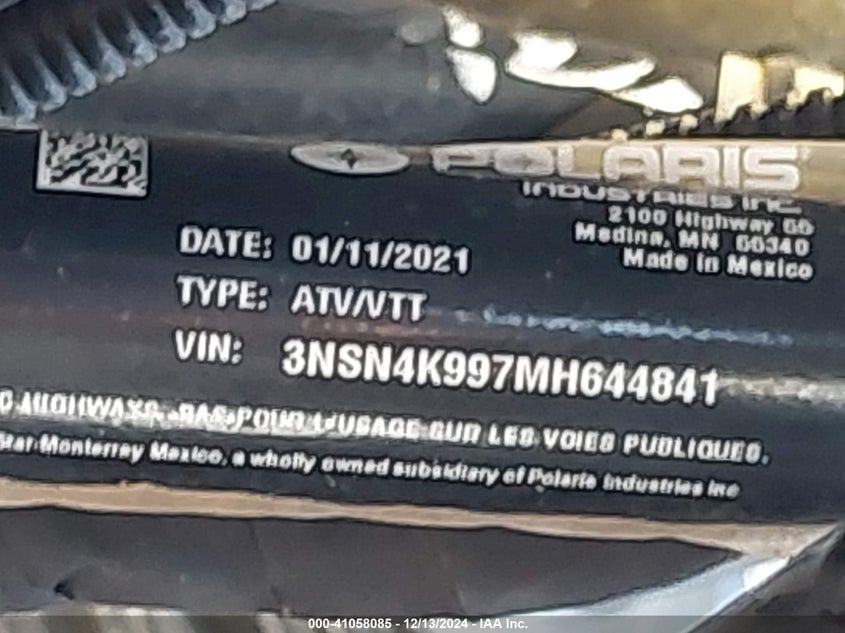 POLARIS
INDUSTRIES INC.
2100 Highway 55
Medina, MN 55340
Made in Mexico
DATE: 01/11/2021
TYPE: ATV/VTT
VIN: 3NSN4K997MH644841
HIGHWAYS. PAS POUR L'USAGE SUR LES VOIES PUBLIQUES.
Monterrey Mexico, a wholly owned subsidiary of Polaris Industries Inc
000-41058085 - 12/13/2024 - IAA Inc.